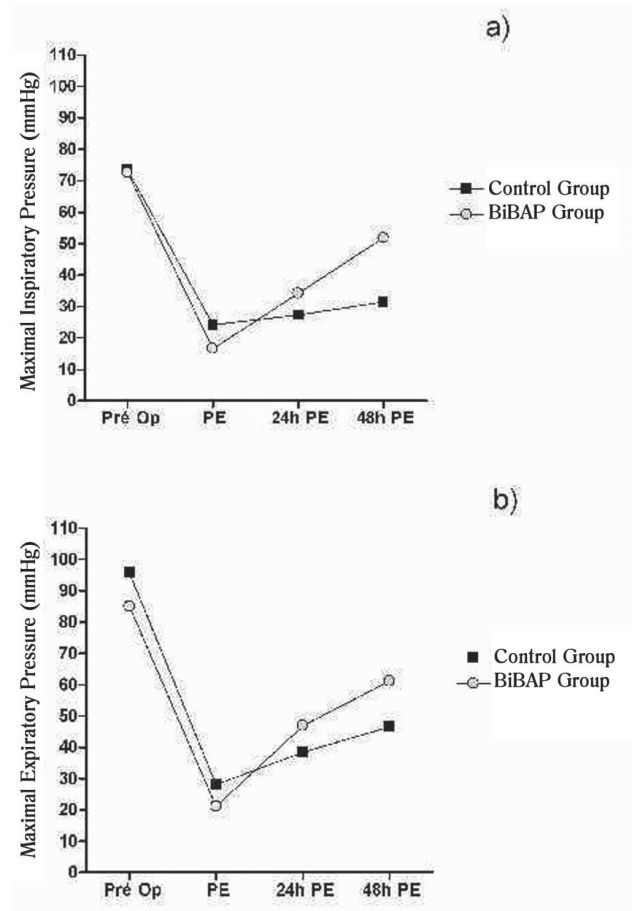 a)
Maximal Inspiratory Pressure (mmHg)
110
100
90
80
70
60
50
40
30
20
10
0
Pré Op PE 24h PE 48h PE
Control Group
BiBAP Group
b)
Maximal Expiratory Pressure (mmHg)
110
100
90
80
70
60
50
40
30
20
10
0
Pré Op PE 24h PE 48h PE
Control Group
BiBAP Group